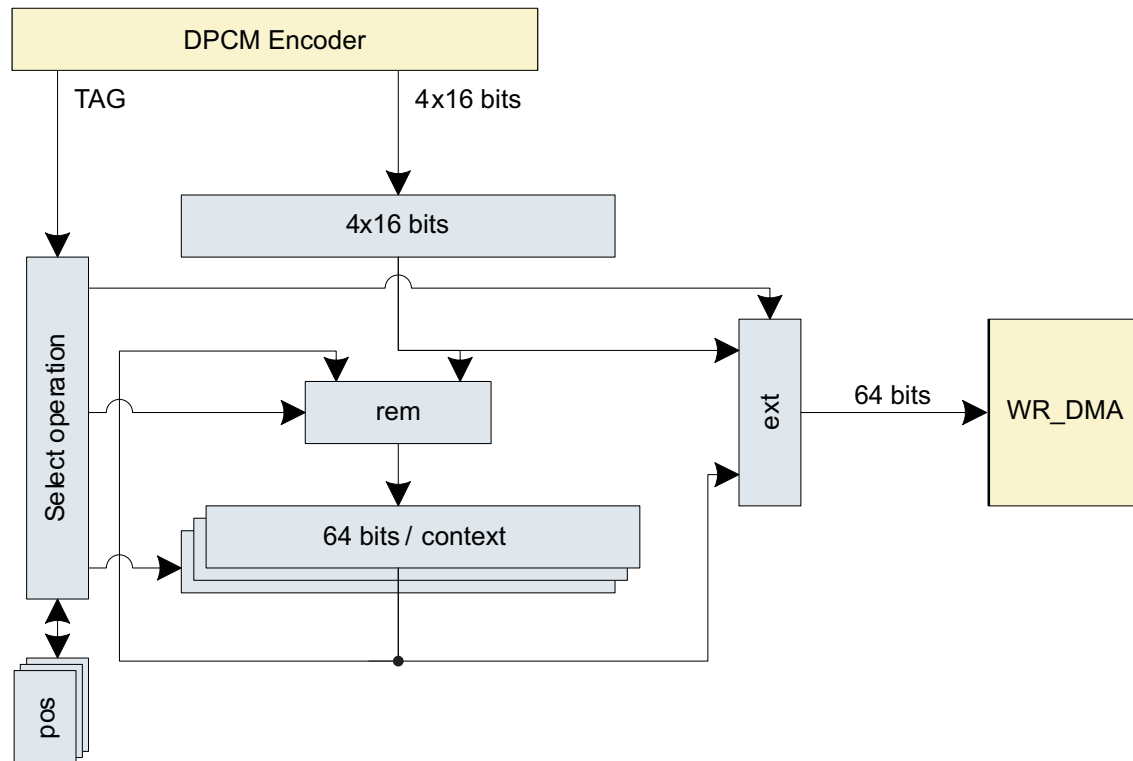 DPCM Encoder
TAG
4x16 bits
4x16 bits
Select operation
rem
ext
64 bits
WR_DMA
64 bits / context
pos